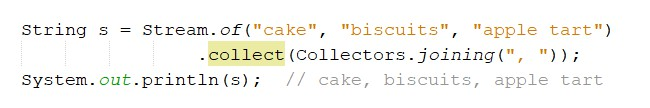 String s = Stream.of("cake", "biscuits", "apple tart")
.collect(Collectors.joining(", "));
System.out.println(s);  // cake, biscuits, apple tart